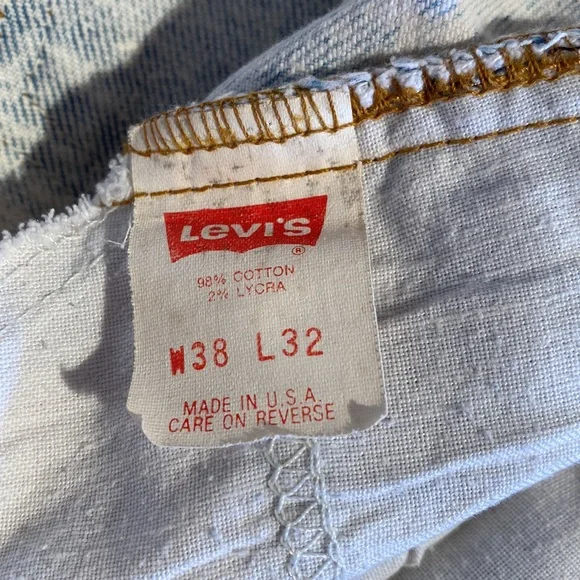 Levi's
®
98% COTTON
2% LYCRA
W38 L32
MADE IN U.S.A.
CARE ON REVERSE